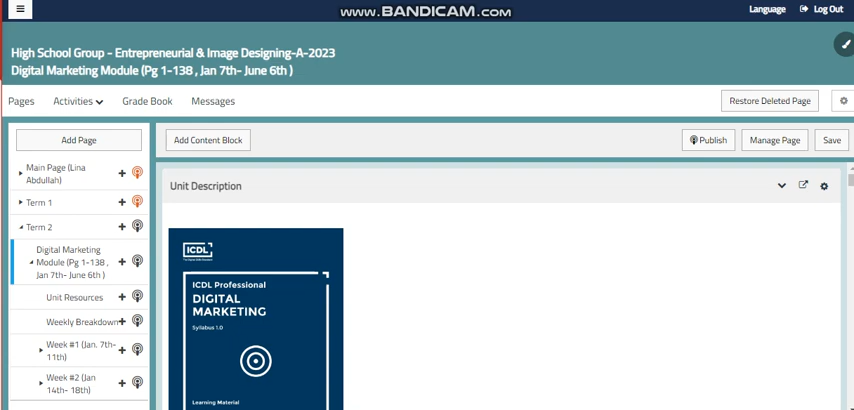 www.BANDICAM.com
Language
Log Out
High School Group - Entrepreneurial & Image Designing-A-2023
Digital Marketing Module (Pg 1-138 , Jan 7th- June 6th )
Pages
Activities
Grade Book
Messages
Restore Deleted Page
Add Page
Add Content Block
Publish
Manage Page
Save
Main Page (Lina
Abdullah)
Term 1
Term 2
Digital Marketing
Module (Pg 1-138 ,
Jan 7th- June 6th )
Unit Resources
Weekly Breakdown
Week #1 (Jan. 7th-
11th)
Week #2 (Jan
14th- 18th)
Unit Description
ICDL
ICDL Professional
DIGITAL
MARKETING
Syllabus 1.0
Learning Material